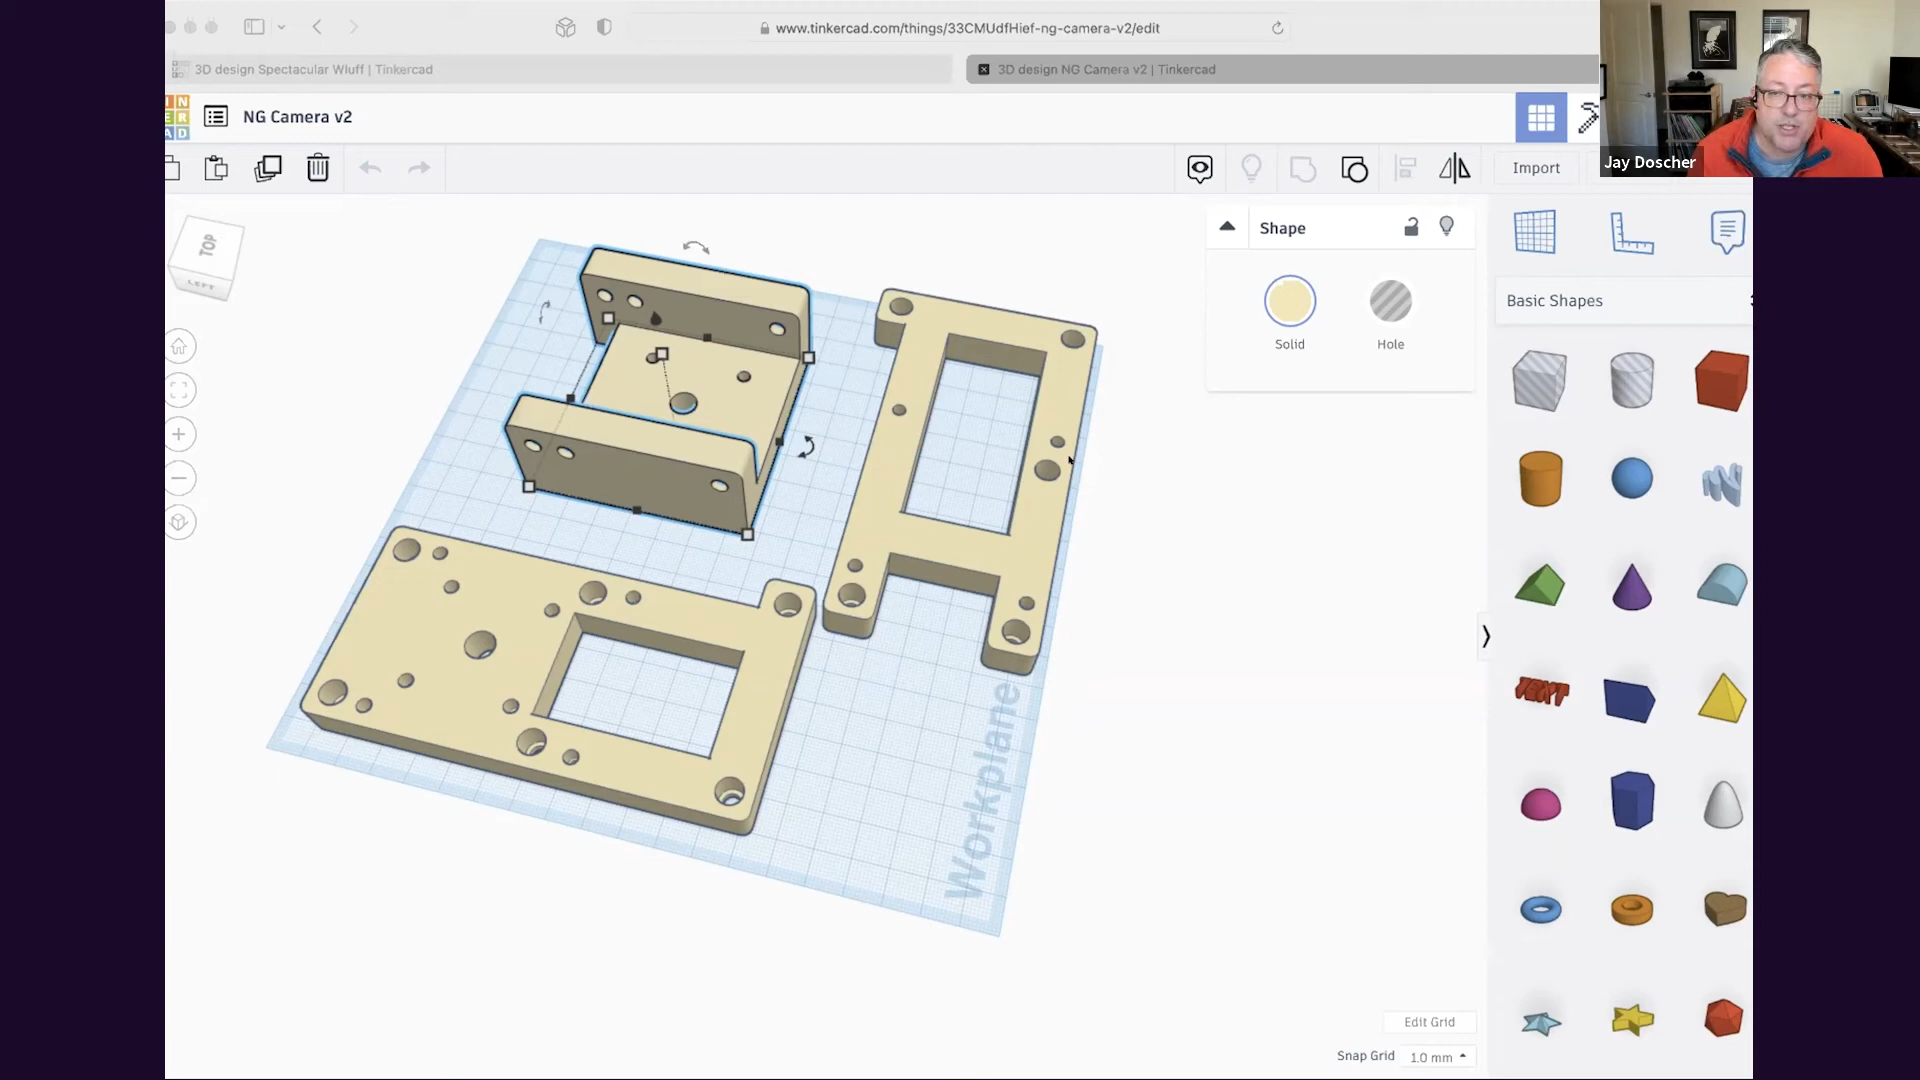 www.tinkercad.com/things/33CMUdfHief-ng-camera-v2/edit
3D design Spectacular Wluff | Tinkercad
3D design NG Camera v2 | Tinkercad
NG Camera v2
Jay Doscher
Import
TOP
LEFT
Shape
Solid
Hole
Basic Shapes
TEXT
Workplane
Edit Grid
Snap Grid
1.0 mm